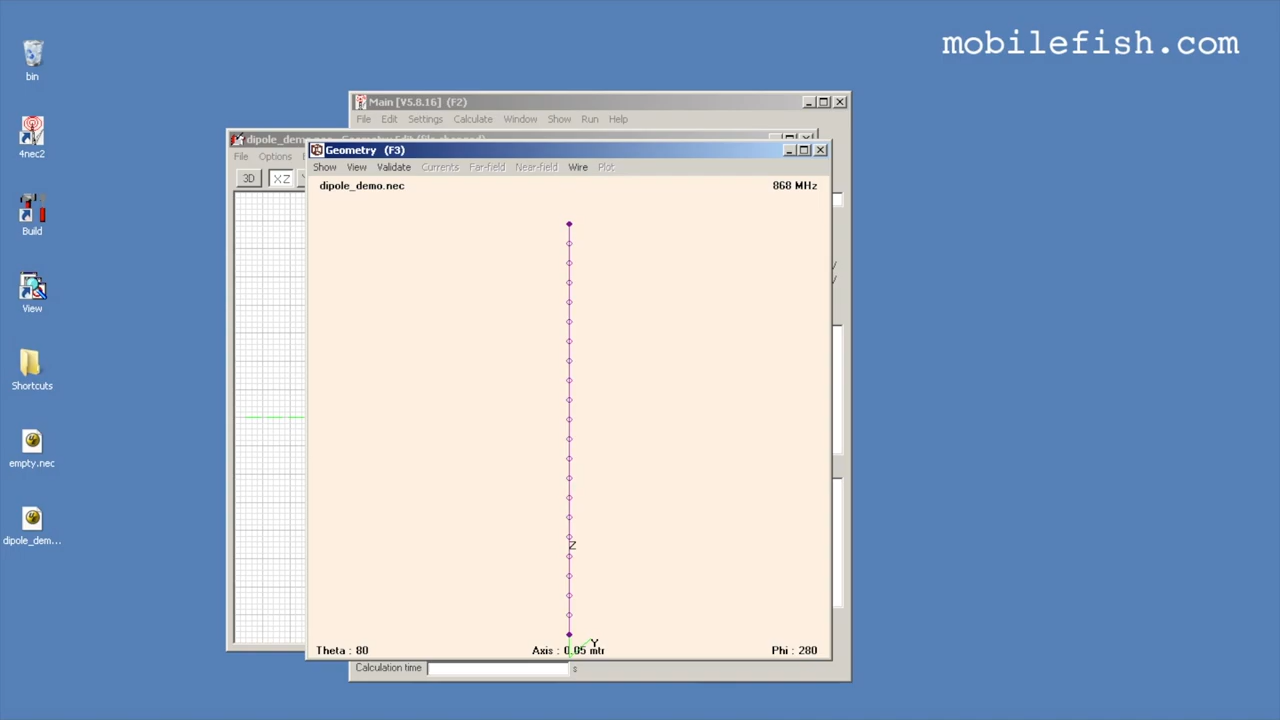 mobilefish.com
bin
4nec2
Build
View
Shortcuts
empty.nec
dipole_dem...
Main [V5.8.16] (F2)
File Edit Settings Calculate Window Show Run Help
File Options
3D XZ
Geometry (F3)
Show View Validate Currents Far-field Near-field Wire Plot
dipole_demo.nec 868 MHz
Z
Y
Theta : 80 Axis : 0.05 mtr Phi : 280
Calculation time s